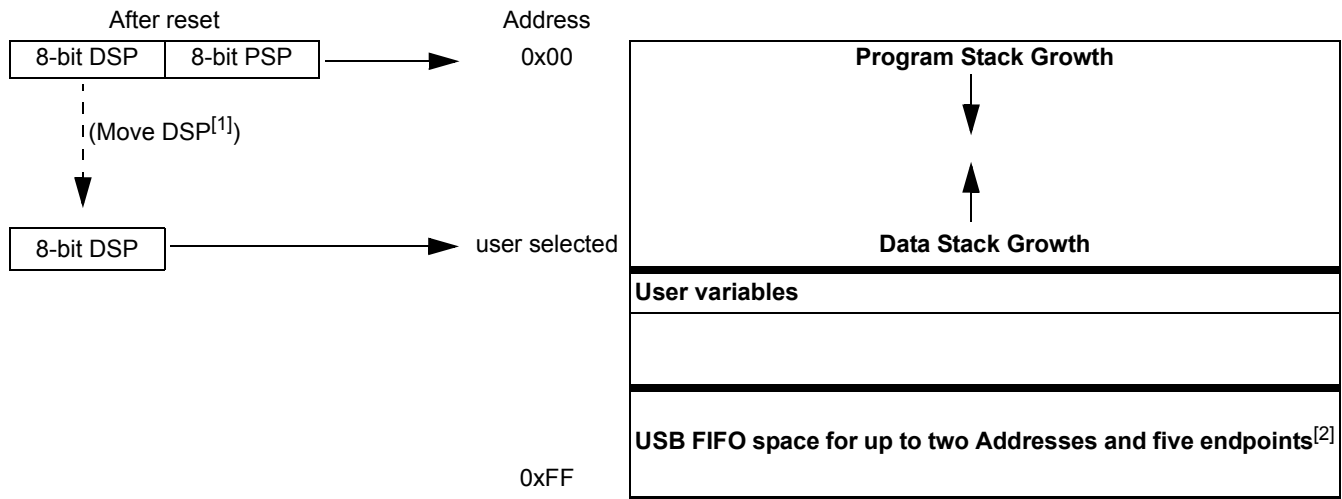 After reset
Address
8-bit DSP 8-bit PSP
0x00
Program Stack Growth
(Move DSP[1])
8-bit DSP
user selected
Data Stack Growth
User variables
USB FIFO space for up to two Addresses and five endpoints[2]
0xFF